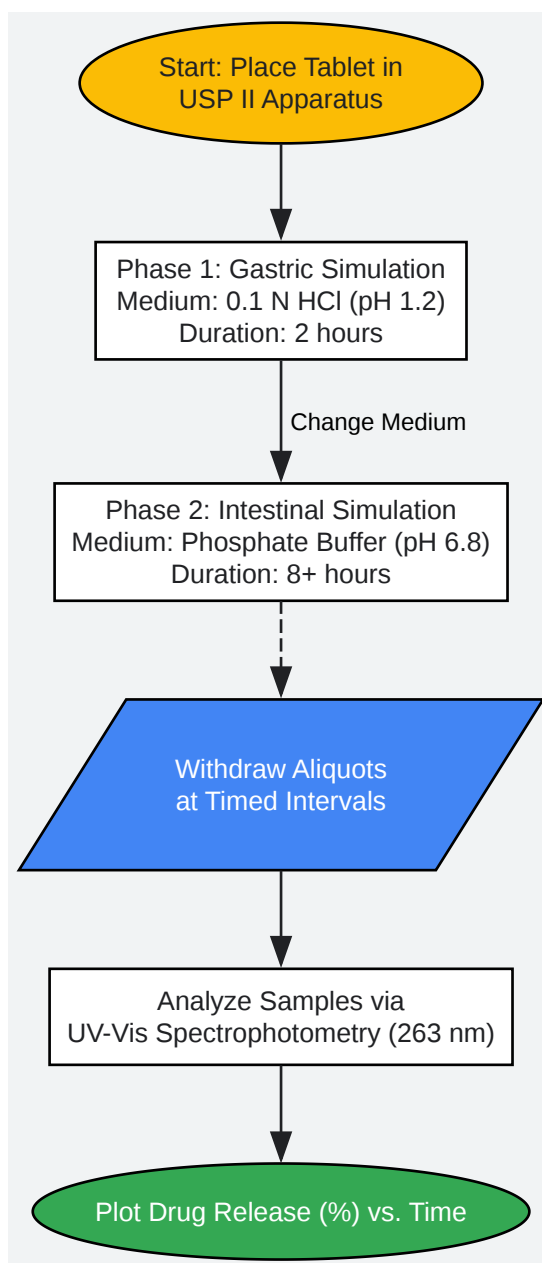 Start: Place Tablet in
USP II Apparatus
Phase 1: Gastric Simulation
Medium: 0.1 N HCl (pH 1.2)
Duration: 2 hours
Change Medium
Phase 2: Intestinal Simulation
Medium: Phosphate Buffer (pH 6.8)
Duration: 8+ hours
Withdraw Aliquots
at Timed Intervals
Analyze Samples via
UV-Vis Spectrophotometry (263 nm)
Plot Drug Release (%) vs. Time